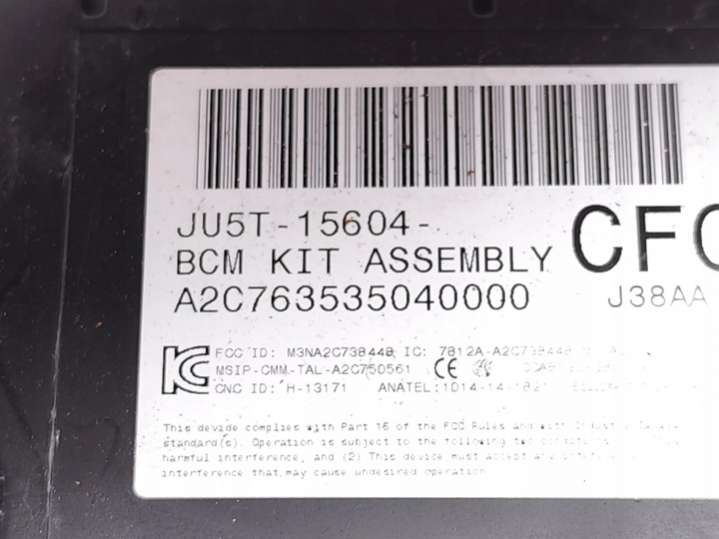 JU5T-15604-
CFC
BCM KIT ASSEMBLY
A2C763535040000 J38AA
FCC ID: M3NA2C738448 IC: 7812A-A2C738448
MSIP-CMM-TAL-A2C750561 CE
CNC ID: H-13171 ANATEL:
This device complies with Part 15 of the FCC Rules and with
standard(s). Operation is subject to the following two conditions
harmful interference, and (2) This device must accept any
interference that may cause undesired operation